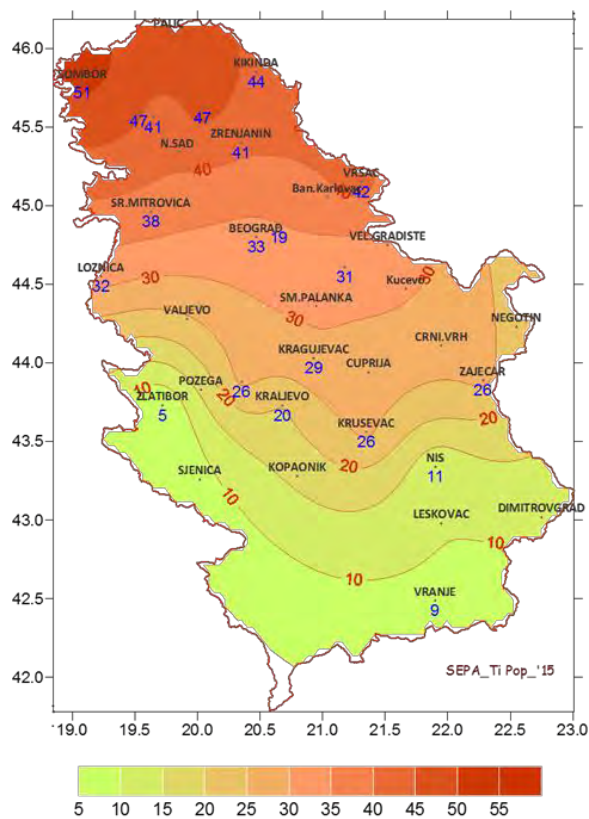 PALIC
46.0
SOMBOR
51
KIKINDA
44
47
41
47
45.5
N.SAD
ZRENJANIN
41
40
VRSAC
42
Ban.Karlovac
45.0
SR.MITROVICA
38
BEOGRAD
33
19
VEL.GRADISTE
LOZNICA
32
30
31
Kucevo
30
44.5
SM.PALANKA
30
VALJEVO
NEGOTIN
CRNI.VRH
KRAGUJEVAC
29
CUPRIJA
44.0
ZAJECAR
26
POZEGA
10
ZLATIBOR
5
20
26
KRALJEVO
20
KRUSEVAC
26
20
43.5
20
NIS
11
SJENICA
KOPAONIK
10
LESKOVAC
DIMITROVGRAD
43.0
10
10
VRANJE
9
42.5
42.0
SEPA_Ti Pop_'15
19.0 19.5 20.0 20.5 21.0 21.5 22.0 22.5 23.0
5 10 15 20 25 30 35 40 45 50 55